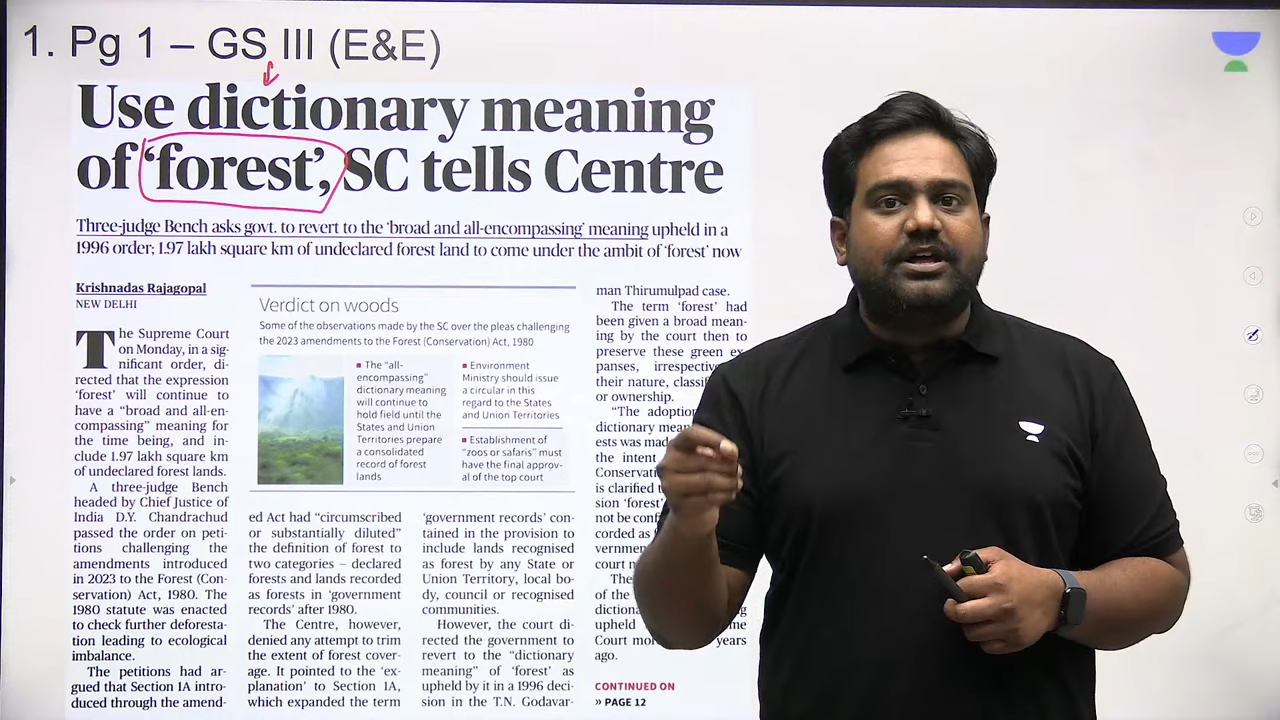 1. Pg 1 – GS III (E&E)
Use dictionary meaning
of ‘forest’, SC tells Centre
Three-judge Bench asks govt. to revert to the ‘broad and all-encompassing’ meaning upheld in a
1996 order; 1.97 lakh square km of undeclared forest land to come under the ambit of ‘forest’ now
Krishnadas Rajagopal
NEW DELHI
The Supreme Court
on Monday, in a sig-
nificant order, di-
rected that the expression
‘forest’ will continue to
have a “broad and all-en-
compassing” meaning for
the time being, and in-
clude 1.97 lakh square km
of undeclared forest lands.
A three-judge Bench
headed by Chief Justice of
India D.Y. Chandrachud
passed the order on peti-
tions challenging the
amendments introduced
in 2023 to the Forest (Con-
servation) Act, 1980. The
1980 statute was enacted
to check further deforesta-
tion leading to ecological
imbalance.
The petitions had ar-
gued that Section 1A intro-
duced through the amend-
Verdict on woods
Some of the observations made by the SC over the pleas challenging
the 2023 amendments to the Forest (Conservation) Act, 1980
■ The “all-
encompassing”
dictionary meaning
will continue to
hold field until the
States and Union
Territories prepare
a consolidated
record of forest
lands
■ Environment
Ministry should issue
a circular in this
regard to the States
and Union Territories
■ Establishment of
“zoos or safaris” must
have the final approv-
al of the top court
ed Act had “circumscribed
or substantially diluted”
the definition of forest to
two categories – declared
forests and lands recorded
as forests in ‘government
records’ after 1980.
The Centre, however,
denied any attempt to trim
the extent of forest cover-
age. It pointed to the ‘ex-
planation’ to Section 1A,
which expanded the term
‘government records’ con-
tained in the provision to
include lands recognised
as forest by any State or
Union Territory, local bo-
dy, council or recognised
communities.
However, the court di-
rected the government to
revert to the “dictionary
meaning” of ‘forest’ as
upheld by it in a 1996 deci-
sion in the T.N. Godavar-
man Thirumulpad case.
The term ‘forest’ had
been given a broad mean-
ing by the court then to
preserve these green ex-
panses, irrespective
their nature,
or ownership.
“The
dictionary
was
the intent
is clarified
sion ‘forest’
not be
as
court
The
of the
upheld
Court years
ago.
CONTINUED ON
» PAGE 12